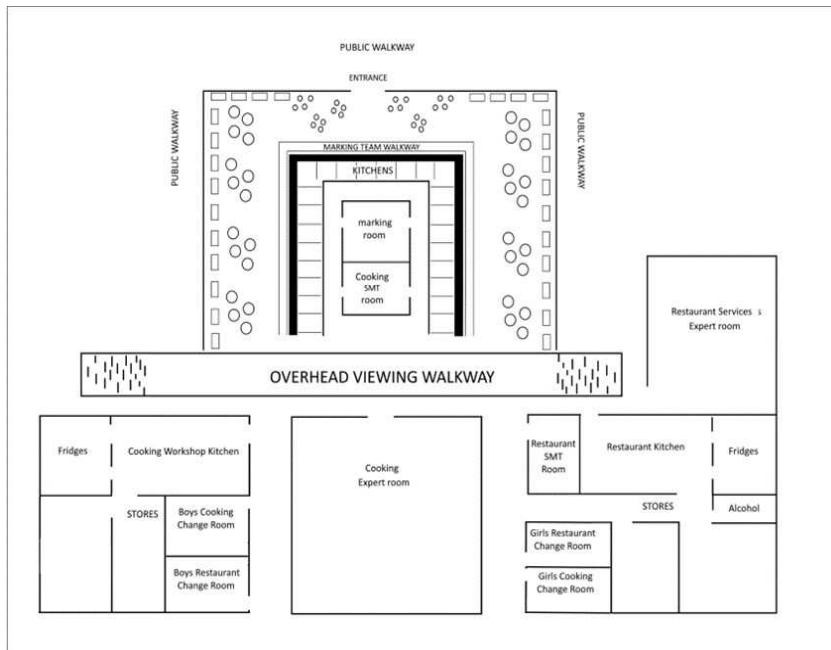 PUBLIC WALKWAY
ENTRANCE
PUBLIC WALKWAY
PUBLIC WALKWAY
MARKING TEAM WALKWAY
KITCHENS
marking
room
Cooking
SMT
room
Restaurant Services s
Expert room
OVERHEAD VIEWING WALKWAY
Fridges
Cooking Workshop Kitchen
Cooking
Expert room
Restaurant
SMT
Room
Restaurant Kitchen
Fridges
STORES
Boys Cooking
Change Room
STORES
Alcohol
Girls Restaurant
Change Room
Boys Restaurant
Change Room
Girls Cooking
Change Room